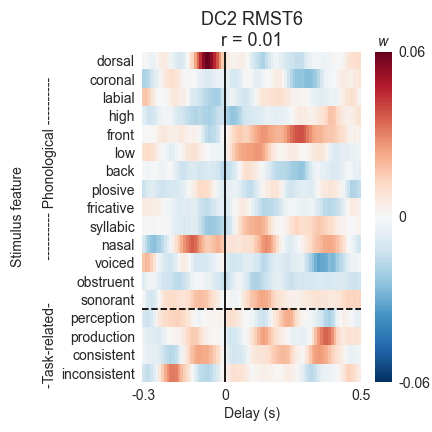 DC2 RMST6
r = 0.01
w
dorsal
coronal
labial
high
front
low
back
plosive
fricative
syllabic
nasal
voiced
obstruent
sonorant
perception
production
consistent
inconsistent
Stimulus feature
-Task-related- ---------- Phonological ----------
-0.3
0
0.5
Delay (s)
0.06
0
-0.06